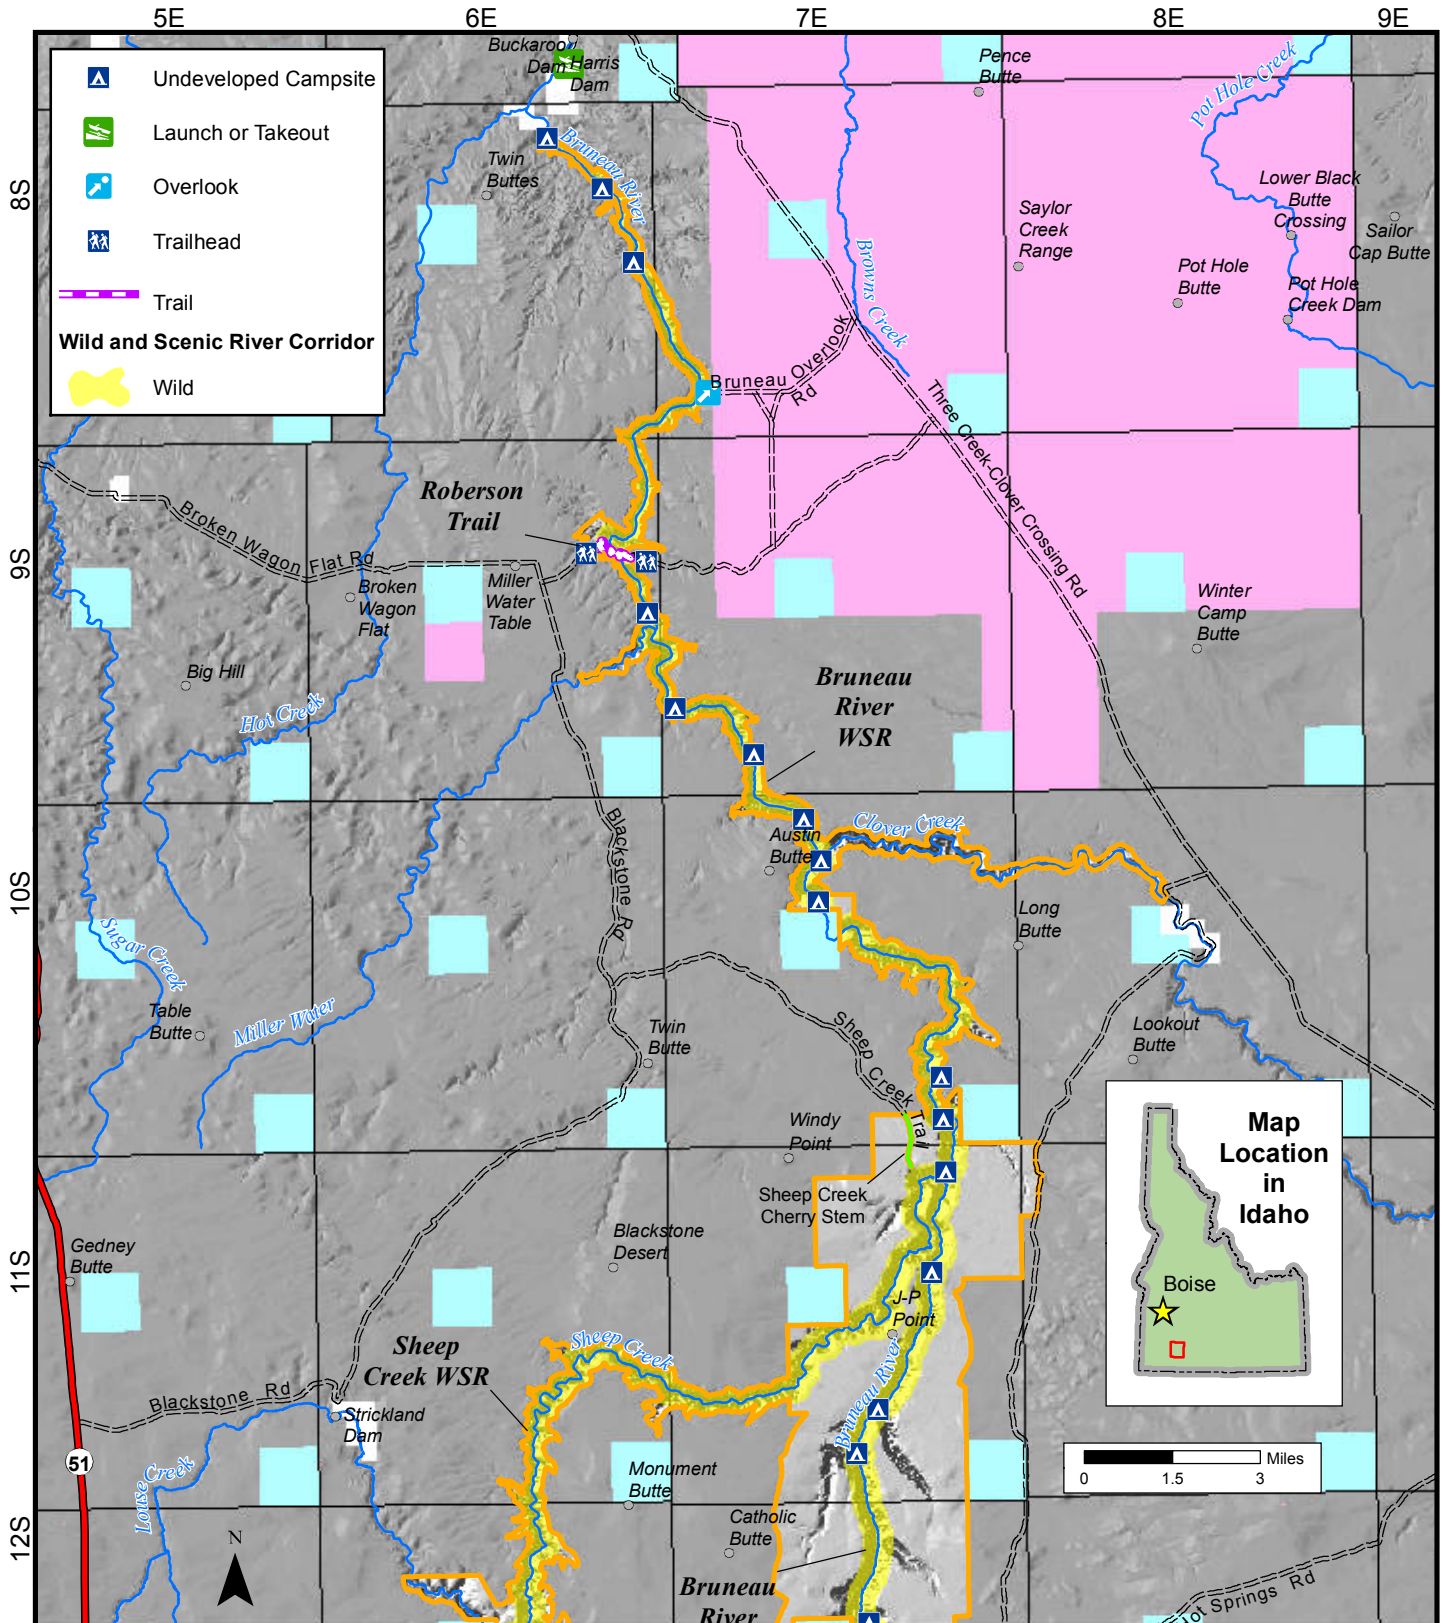 5E 6E 7E 8E 9E
8S
9S
10S
11S
12S
Undeveloped Campsite
Launch or Takeout
Overlook
Trailhead
Trail
Wild and Scenic River Corridor
Wild
Buckaroo
Dam
Harris
Dam
Bruneau River
Twin
Buttes
Pence
Butte
Pot Hole Creek
Lower Black
Butte
Crossing
Sailor
Cap Butte
Saylor
Creek
Range
Pot Hole
Butte
Pot Hole
Creek Dam
Browns Creek
Bruneau Overlook
Rd
Three Creek-Clover Crossing Rd
Roberson
Trail
Broken Wagon Flat Rd
Broken
Wagon
Flat
Miller
Water
Table
Winter
Camp
Butte
Big Hill
Hot Creek
Bruneau
River
WSR
Blackstone Rd
Austin
Butte
Clover Creek
Long
Butte
Sugar Creek
Table
Butte
Miller Water
Twin
Butte
Sheep Creek Trail
Lookout
Butte
Windy
Point
Sheep Creek
Cherry Stem
Map
Location
in
Idaho
Boise
Gedney
Butte
Blackstone
Desert
J-P
Point
Sheep
Creek WSR
Sheep Creek
Bruneau River
Blackstone Rd
Strickland
Dam
51
Louse Creek
Monument
Butte
Catholic
Butte
Miles
0 1.5 3
N
Bruneau
River
Hot Springs Rd